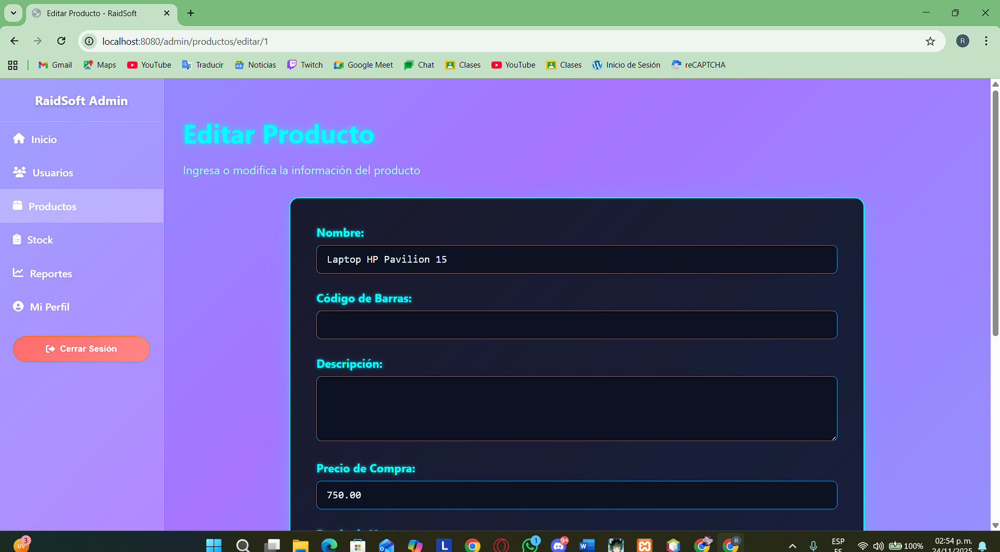 Editar Producto - RaidSoft
localhost:8080/admin/productos/editar/1
R
Gmail
Maps
YouTube
Traducir
Noticias
Twitch
Google Meet
Chat
Clases
YouTube
Clases
Inicio de Sesión
reCAPTCHA
RaidSoft Admin
Inicio
Usuarios
Productos
Stock
Reportes
Mi Perfil
Cerrar Sesión
Editar Producto
Ingresa o modifica la información del producto
Nombre:
Laptop HP Pavilion 15
Código de Barras:
Descripción:
Precio de Compra:
750.00
3
UV
L
1
9+
W
R
ESP
ES
100%
02:54 p. m.
24/11/2025